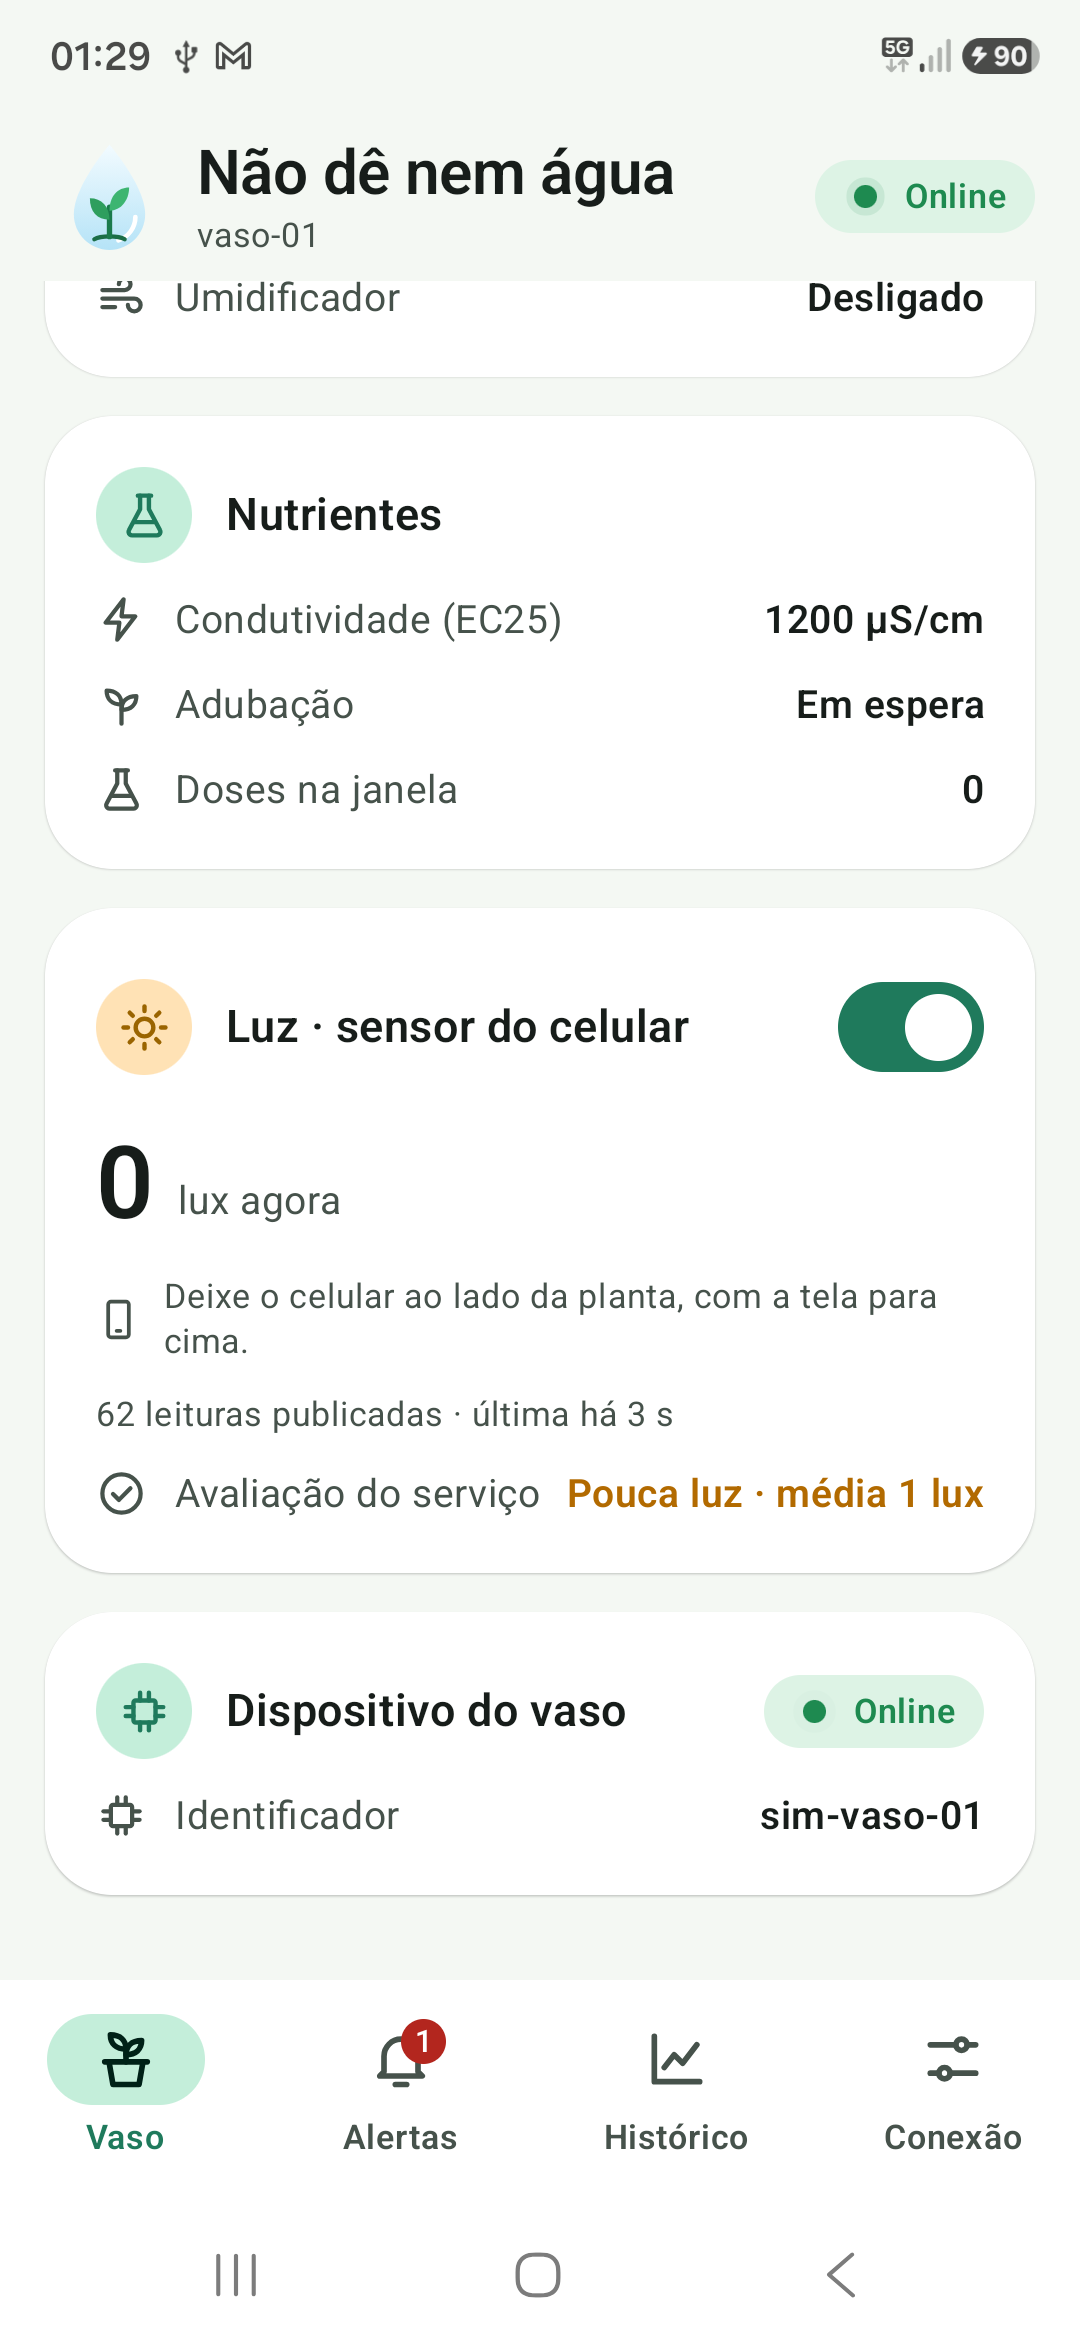 01:29
5G
90
Não dê nem água
vaso-01
Online
Umidificador
Desligado
Nutrientes
Condutividade (EC25)
1200 µS/cm
Adubação
Em espera
Doses na janela
0
Luz · sensor do celular
0 lux agora
Deixe o celular ao lado da planta, com a tela para
cima.
62 leituras publicadas · última há 3 s
Avaliação do serviço
Pouca luz · média 1 lux
Dispositivo do vaso
Online
Identificador
sim-vaso-01
1
Vaso
Alertas
Histórico
Conexão